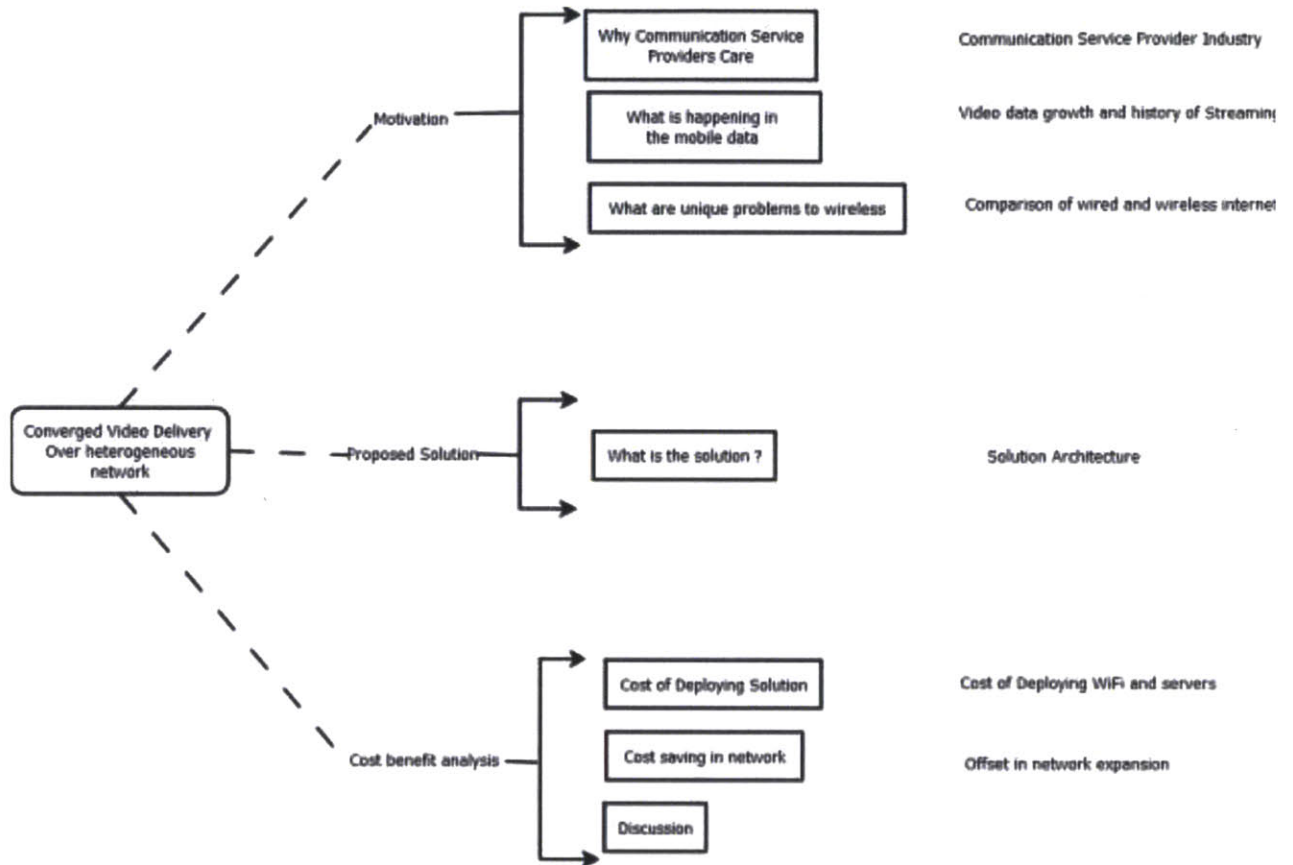 Why Communication Service
Providers Care
Communication Service Provider Industry
Motivation
What is happening in
the mobile data
Video data growth and history of Streaming
What are unique problems to wireless
Comparison of wired and wireless internet
Converged Video Delivery
Over heterogeneous
network
Proposed Solution
What is the solution ?
Solution Architecture
Cost of Deploying Solution
Cost of Deploying WiFi and servers
Cost benefit analysis
Cost saving in network
Offset in network expansion
Discussion